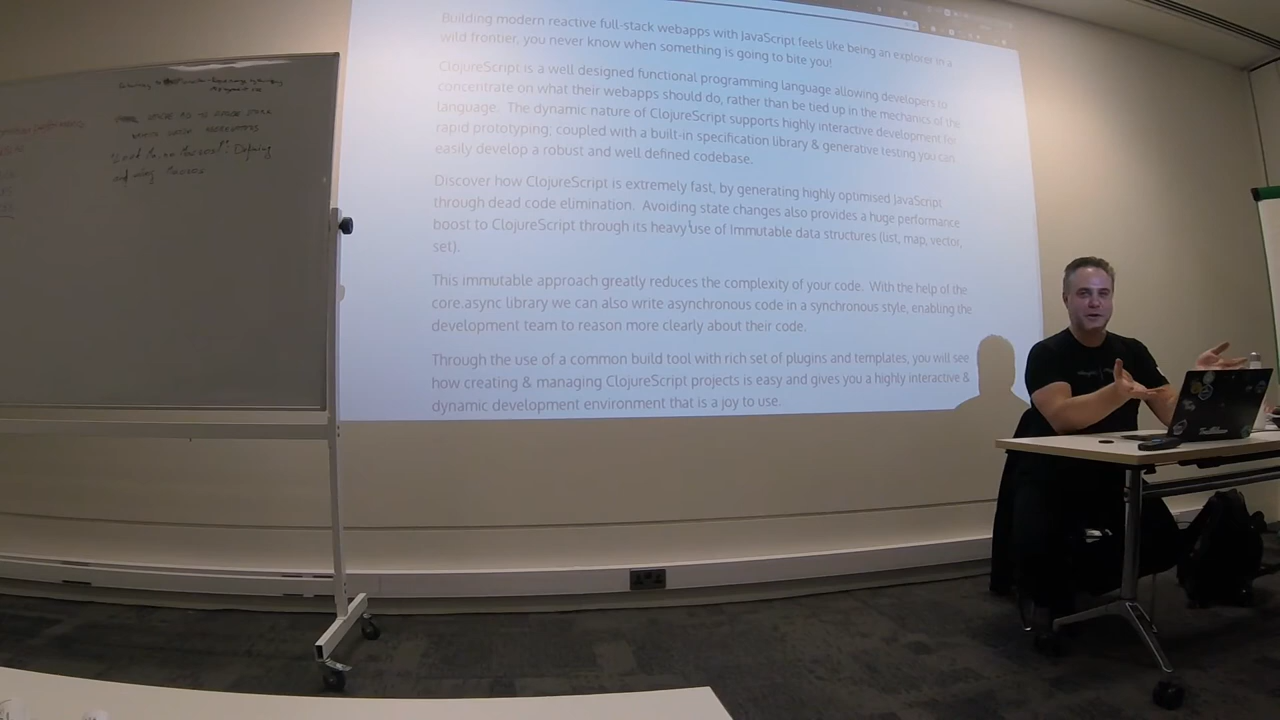 Building modern reactive full-stack webapps with JavaScript feels like being an explorer in a
wild frontier, you never know when something is going to bite you!
ClojureScript is a well designed functional programming language allowing developers to
concentrate on what their webapps should do, rather than be tied up in the mechanics of the
language. The dynamic nature of ClojureScript supports highly interactive development for
rapid prototyping; coupled with a built-in specification library & generative testing you can
easily develop a robust and well defined codebase.
Discover how ClojureScript is extremely fast, by generating highly optimised JavaScript
through dead code elimination. Avoiding state changes also provides a huge performance
boost to ClojureScript through its heavy use of Immutable data structures (list, map, vector,
set).
This immutable approach greatly reduces the complexity of your code. With the help of the
core async library we can also write asynchronous code in a synchronous style, enabling the
development team to reason more clearly about their code.
Through the use of a common build tool with rich set of plugins and templates, you will see
how creating & managing ClojureScript projects is easy and gives you a highly interactive &
dynamic development environment that is a joy to use.